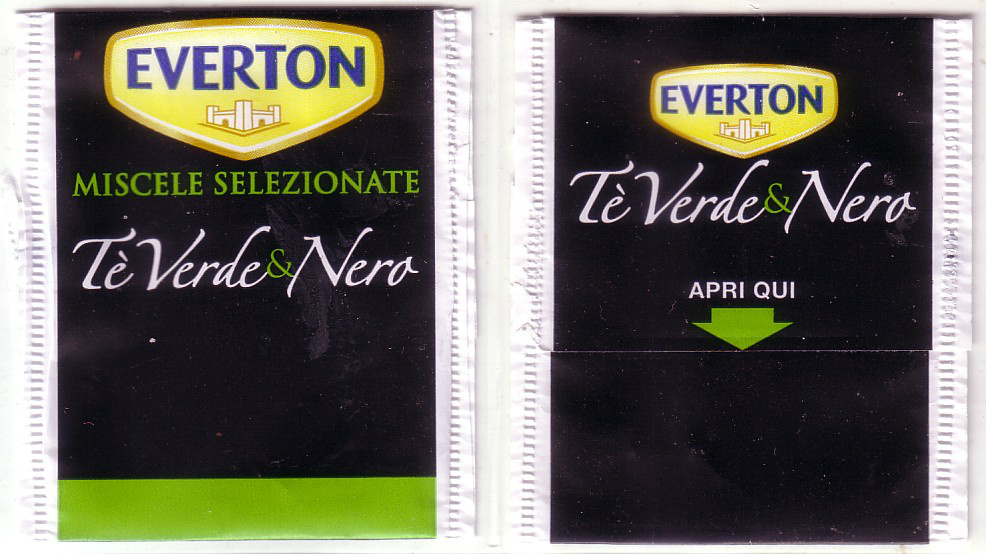 EVERTON
MISCELE SELEZIONATE
Tè Verde & Nero
EVERTON
Tè Verde & Nero
APRI QUI